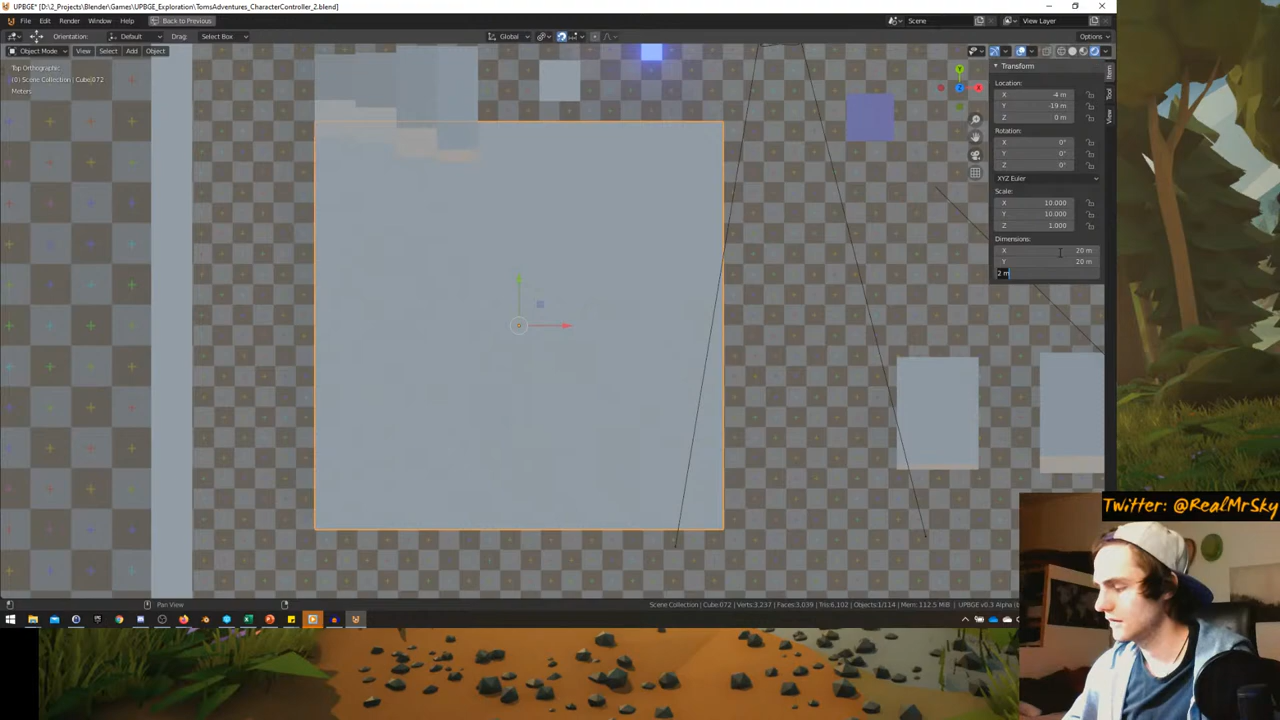 UPBGE* [D:\2_Projects\Blender\Games\UPBGE_Exploration\TomsAdventures_CharacterController_2.blend]
File Edit Render Window Help Back to Previous Scene View Layer
Orientation: Default Drag: Select Box Global Options
Object Mode View Select Add Object
Top Orthographic
(0) Scene Collection | Cube.072
Meters
Transform
Item
Tool
View
Location:
X -4 m
Y -19 m
Z 0 m
Rotation:
X 0°
Y 0°
Z 0°
XYZ Euler
Scale:
X 10.000
Y 10.000
Z 1.000
Dimensions:
X 20 m
Y 20 m
2 m
Y
X
Z
Twitter: @RealMrSky
Pan View
Scene Collection | Cube.072 | Verts:3,237 | Faces:3,039 | Tris:6,102 | Objects:1/114 | Mem: 112.5 MiB | UPBGE v0.3 Alpha (b